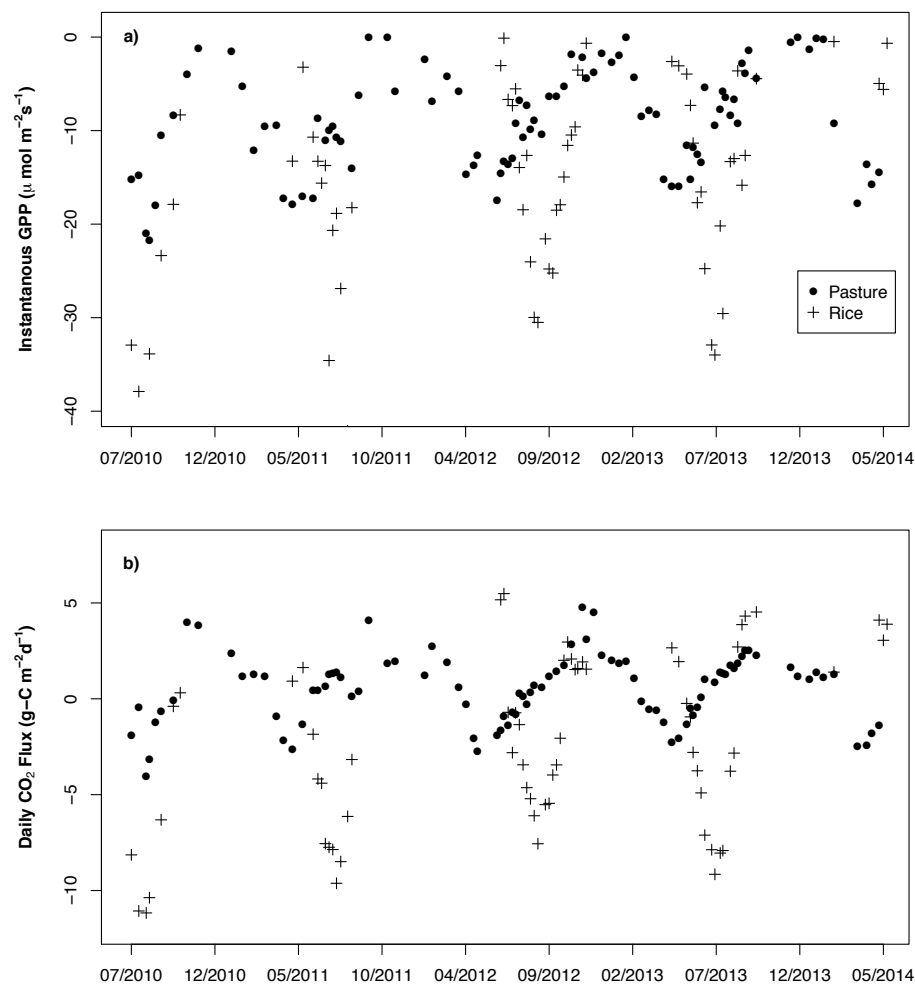 a)
Instantanous GPP (μ mol m⁻²s⁻¹)
0
−10
−20
−30
−40
Pasture
Rice
07/2010 12/2010 05/2011 10/2011 04/2012 09/2012 02/2013 07/2013 12/2013 05/2014
b)
Daily CO₂ Flux (g−C m⁻²d⁻¹)
5
0
−5
−10
07/2010 12/2010 05/2011 10/2011 04/2012 09/2012 02/2013 07/2013 12/2013 05/2014